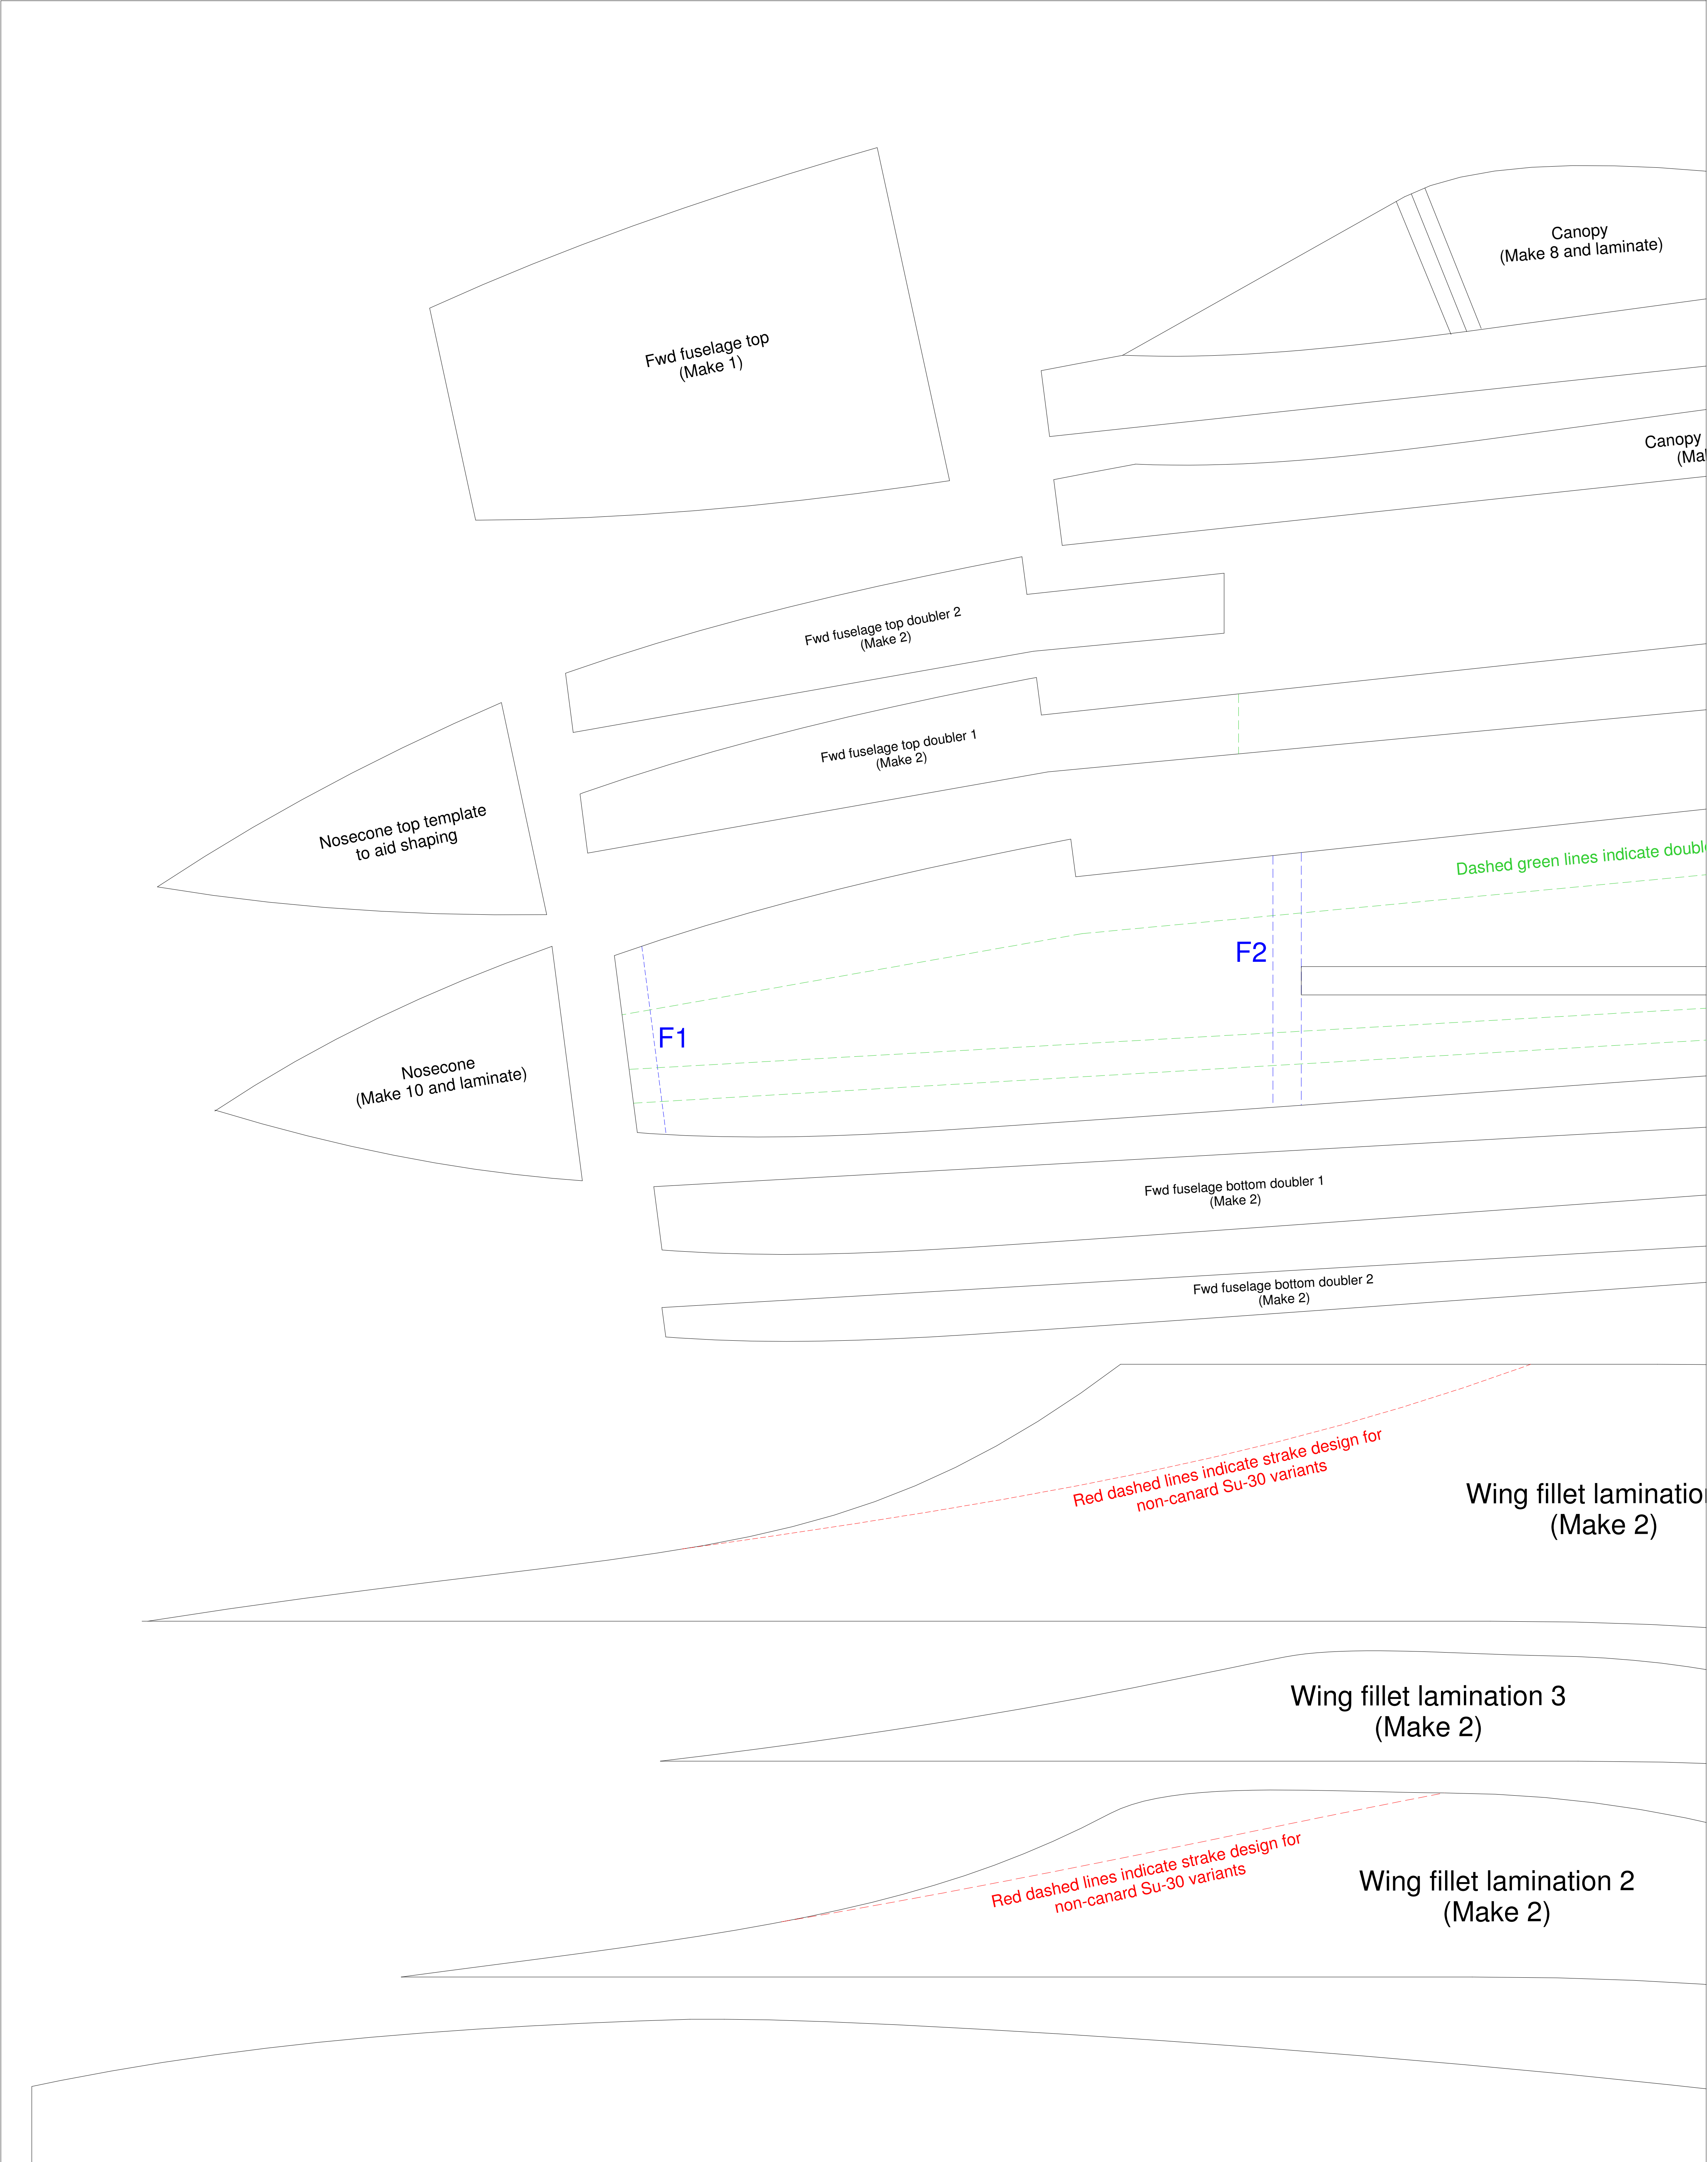 Canopy
(Make 8 and laminate)
Fwd fuselage top
(Make 1)
Canopy
Fwd fuselage top doubler 2
(Make 2)
Fwd fuselage top doubler 1
(Make 2)
Nosecone top template
to aid shaping
Dashed green lines indicate
F2
F1
Nosecone
(Make 10 and laminate)
Fwd fuselage bottom doubler 1
(Make 2)
Fwd fuselage bottom doubler 2
(Make 2)
Red dashed lines indicate strake design for
non-canard Su-30 variants
Wing fillet
(Make 2)
Wing fillet lamination 3
(Make 2)
Red dashed lines indicate strake design for
non-canard Su-30 variants
Wing fillet lamination 2
(Make 2)